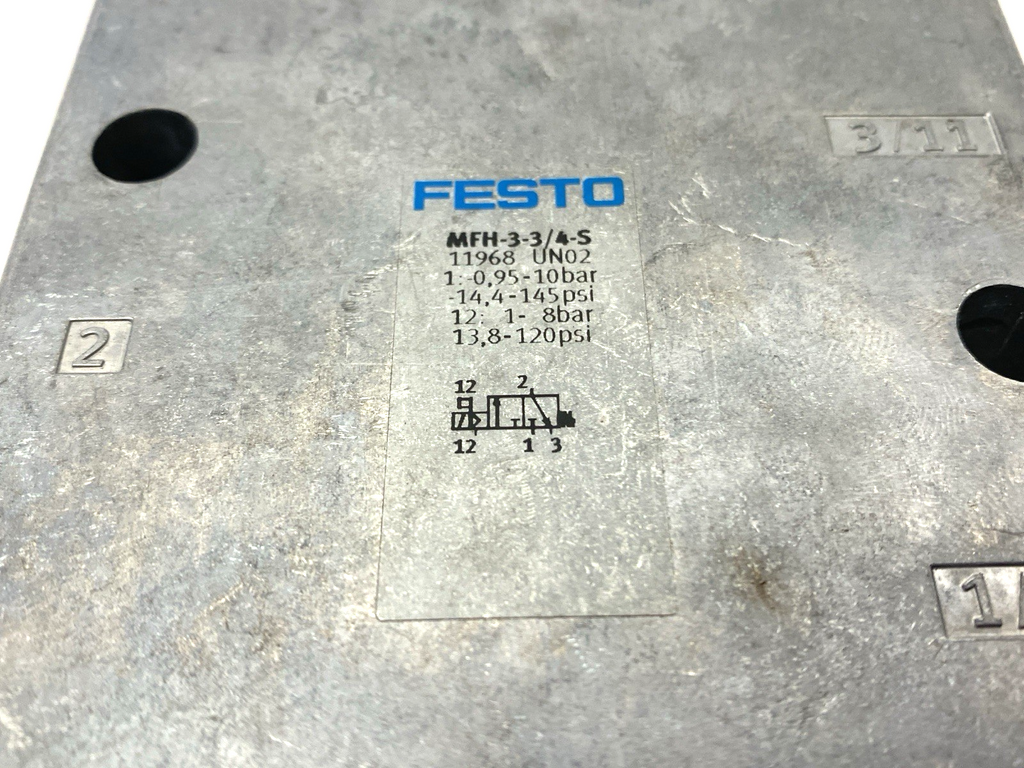 3/11
FESTO
MFH-3-3/4-S
11968 UN02
1:-0,95-10bar
-14,4-145psi
12: 1- 8bar
13,8-120psi
2
12 2
12 1 3
1/